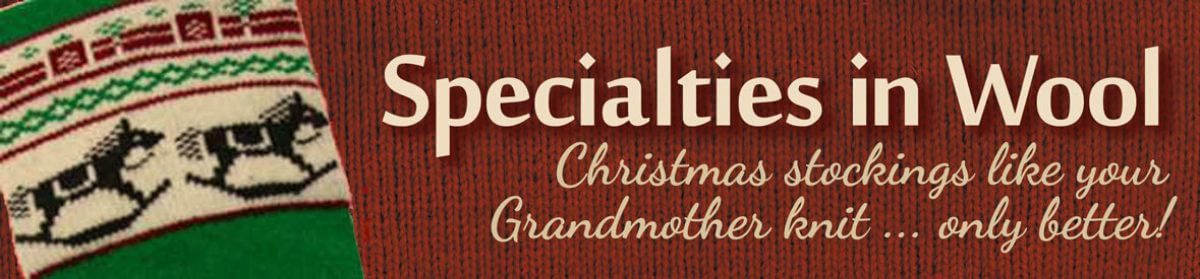 Specialties in Wool
Christmas stockings like your
Grandmother knit ... only better!